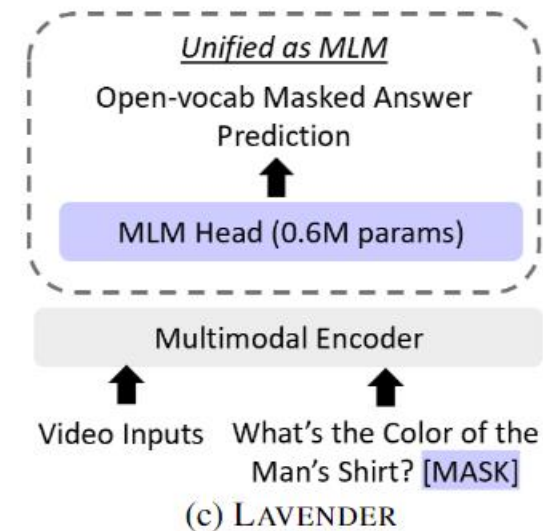 Unified as MLM
Open-vocab Masked Answer
Prediction
MLM Head (0.6M params)
Multimodal Encoder
Video Inputs
What's the Color of the
Man's Shirt? [MASK]
(c) LAVENDER